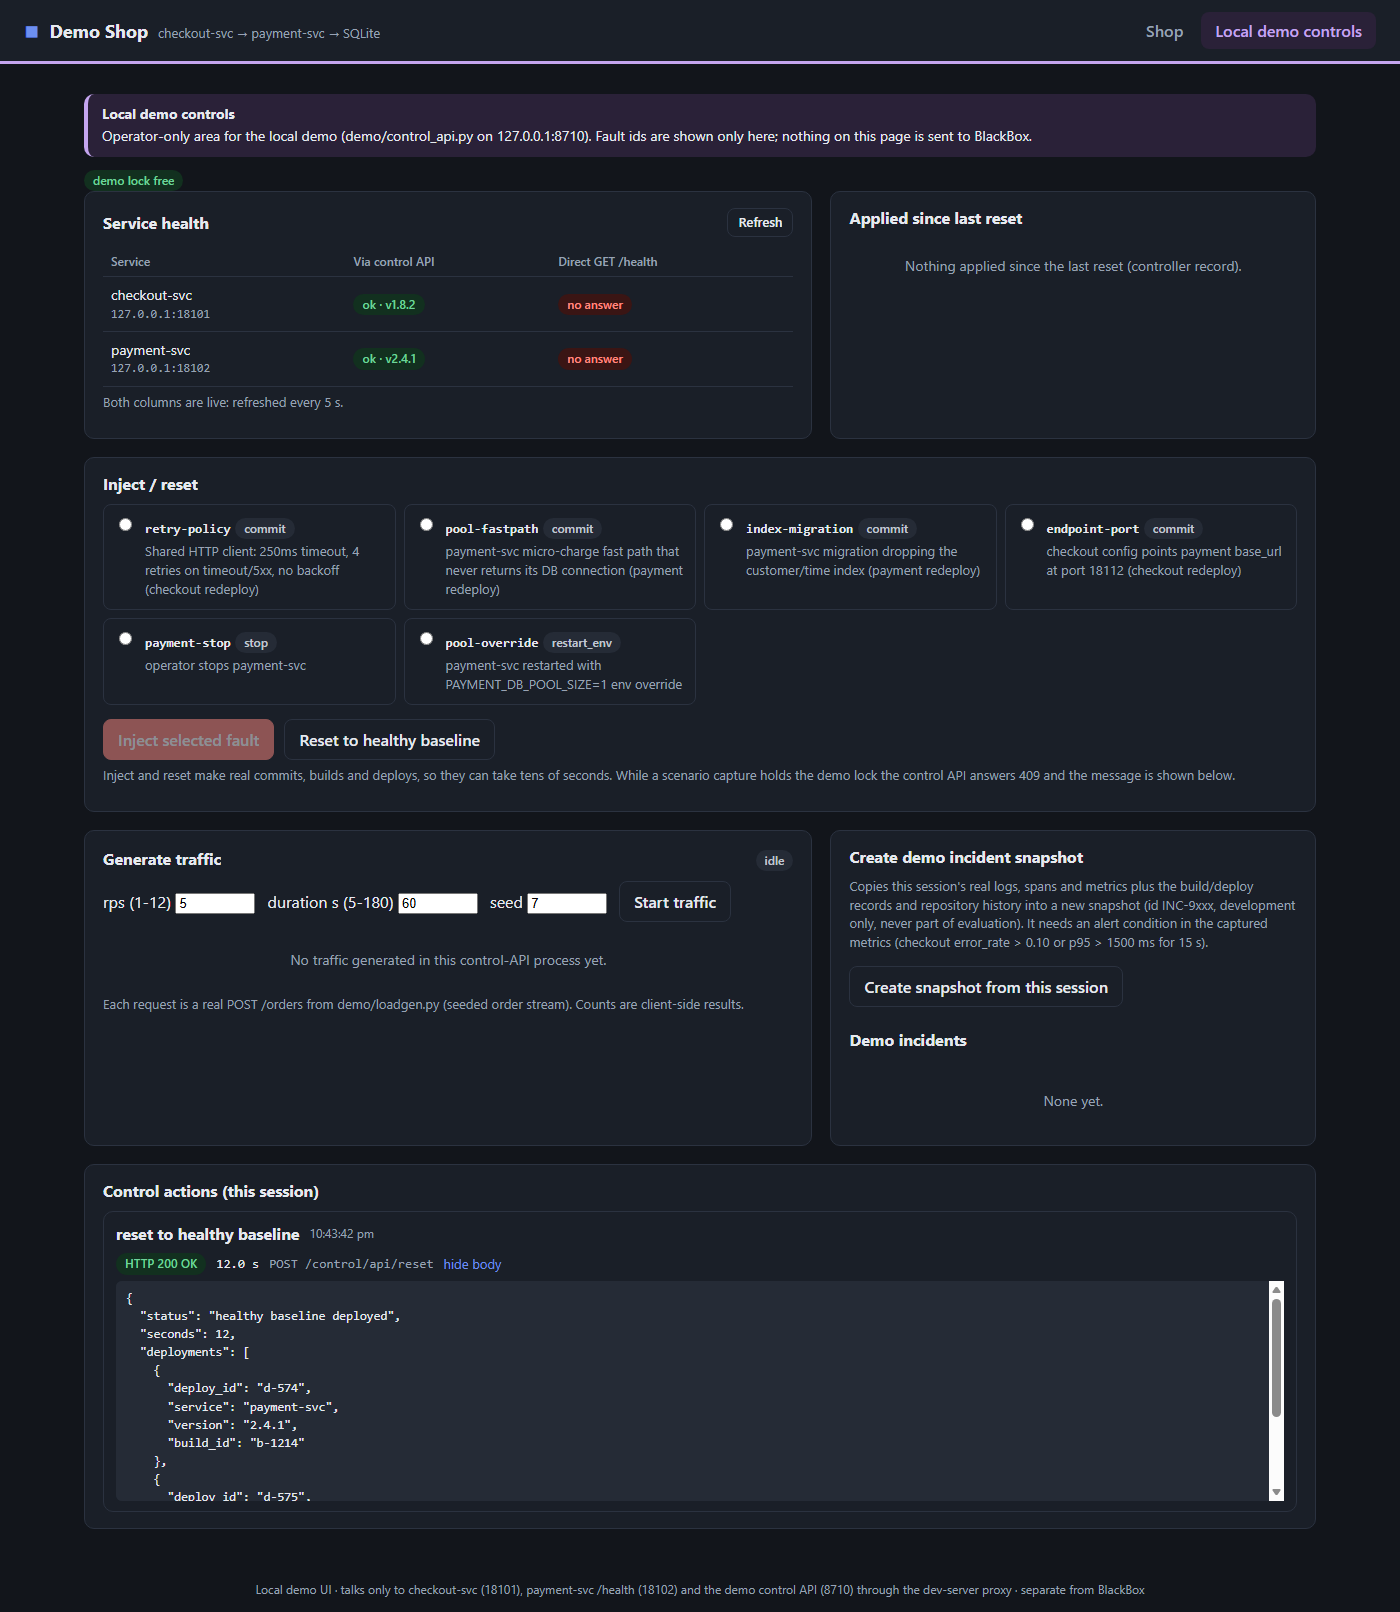 Demo Shop checkout-svc → payment-svc → SQLite
Shop
Local demo controls
Local demo controls
Operator-only area for the local demo (demo/control_api.py on 127.0.0.1:8710). Fault ids are shown only here; nothing on this page is sent to BlackBox.
demo lock free
Service health
Refresh
Service Via control API Direct GET /health
checkout-svc
127.0.0.1:18101
ok · v1.8.2
no answer
payment-svc
127.0.0.1:18102
ok · v2.4.1
no answer
Both columns are live: refreshed every 5 s.
Applied since last reset
Nothing applied since the last reset (controller record).
Inject / reset
retry-policy commit
Shared HTTP client: 250ms timeout, 4
retries on timeout/5xx, no backoff
(checkout redeploy)
pool-fastpath commit
payment-svc micro-charge fast path that
never returns its DB connection (payment
redeploy)
index-migration commit
payment-svc migration dropping the
customer/time index (payment redeploy)
endpoint-port commit
checkout config points payment base_url
at port 18112 (checkout redeploy)
payment-stop stop
operator stops payment-svc
pool-override restart_env
payment-svc restarted with
PAYMENT_DB_POOL_SIZE=1 env override
Inject selected fault
Reset to healthy baseline
Inject and reset make real commits, builds and deploys, so they can take tens of seconds. While a scenario capture holds the demo lock the control API answers 409 and the message is shown below.
Generate traffic
idle
rps (1-12) 5 duration s (5-180) 60 seed 7 Start traffic
No traffic generated in this control-API process yet.
Each request is a real POST /orders from demo/loadgen.py (seeded order stream). Counts are client-side results.
Create demo incident snapshot
Copies this session's real logs, spans and metrics plus the build/deploy
records and repository history into a new snapshot (id INC-9xxx, development
only, never part of evaluation). It needs an alert condition in the captured
metrics (checkout error_rate > 0.10 or p95 > 1500 ms for 15 s).
Create snapshot from this session
Demo incidents
None yet.
Control actions (this session)
reset to healthy baseline 10:43:42 pm
HTTP 200 OK 12.0 s POST /control/api/reset hide body
{
"status": "healthy baseline deployed",
"seconds": 12,
"deployments": [
{
"deploy_id": "d-574",
"service": "payment-svc",
"version": "2.4.1",
"build_id": "b-1214"
},
{
"deploy_id": "d-575",
Local demo UI · talks only to checkout-svc (18101), payment-svc /health (18102) and the demo control API (8710) through the dev-server proxy · separate from BlackBox